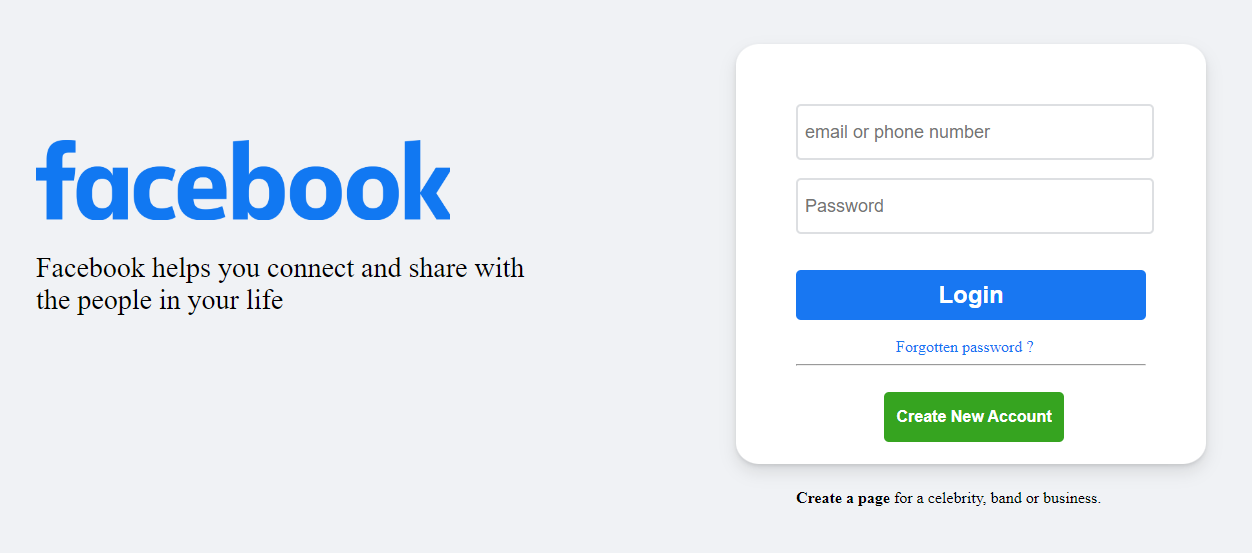 facebook
Facebook helps you connect and share with
the people in your life
email or phone number
Password
Login
Forgotten password ?
Create New Account
Create a page for a celebrity, band or business.